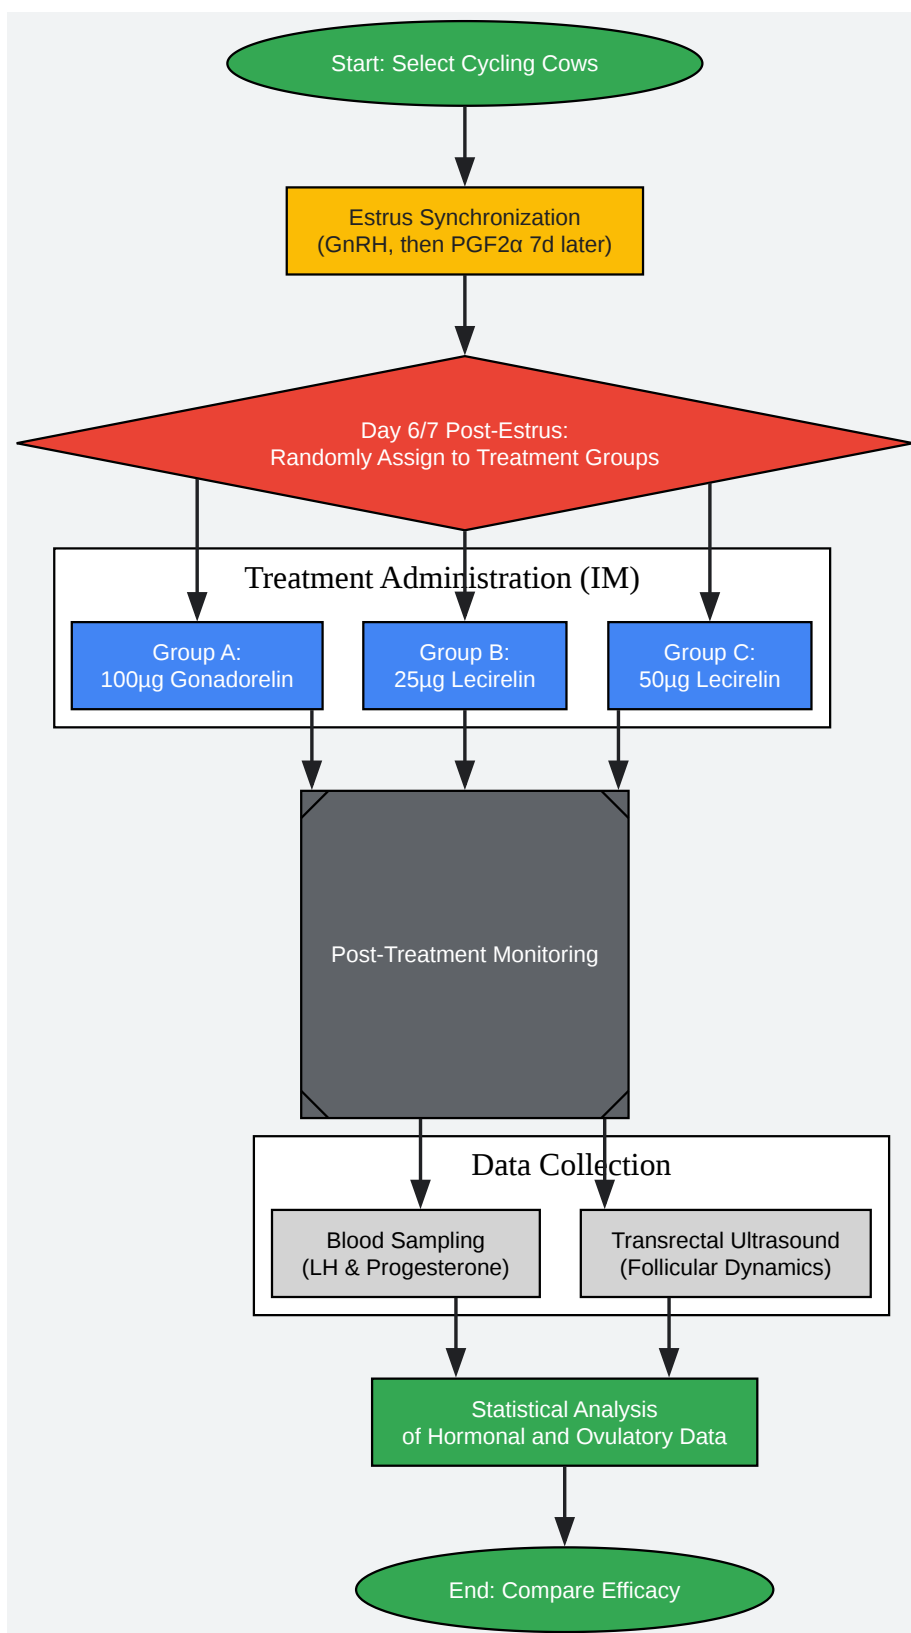 Start: Select Cycling Cows
Estrus Synchronization
(GnRH, then PGF2α 7d later)
Day 6/7 Post-Estrus:
Randomly Assign to Treatment Groups
Treatment Administration (IM)
Group A:
100µg Gonadorelin
Group B:
25µg Lecirelin
Group C:
50µg Lecirelin
Post-Treatment Monitoring
Data Collection
Blood Sampling
(LH & Progesterone)
Transrectal Ultrasound
(Follicular Dynamics)
Statistical Analysis
of Hormonal and Ovulatory Data
End: Compare Efficacy